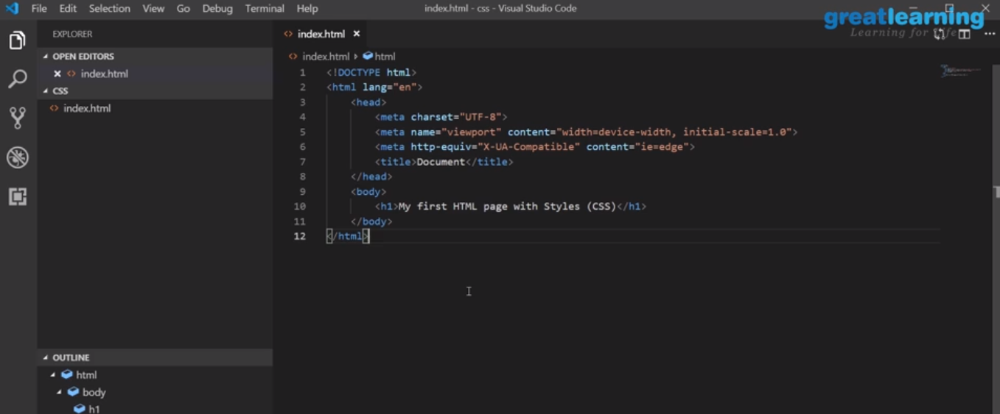 File Edit Selection View Go Debug Terminal Help
index.html - css - Visual Studio Code
greatlearning
Learning for Life
EXPLORER
OPEN EDITORS
index.html
CSS
index.html
OUTLINE
html
body
h1
index.html
index.html html
1 <!DOCTYPE html>
2 <html lang="en">
3 <head>
4 <meta charset="UTF-8">
5 <meta name="viewport" content="width=device-width, initial-scale=1.0">
6 <meta http-equiv="X-UA-Compatible" content="ie=edge">
7 <title>Document</title>
8 </head>
9 <body>
10 <h1>My first HTML page with Styles (CSS)</h1>
11 </body>
12 </html>